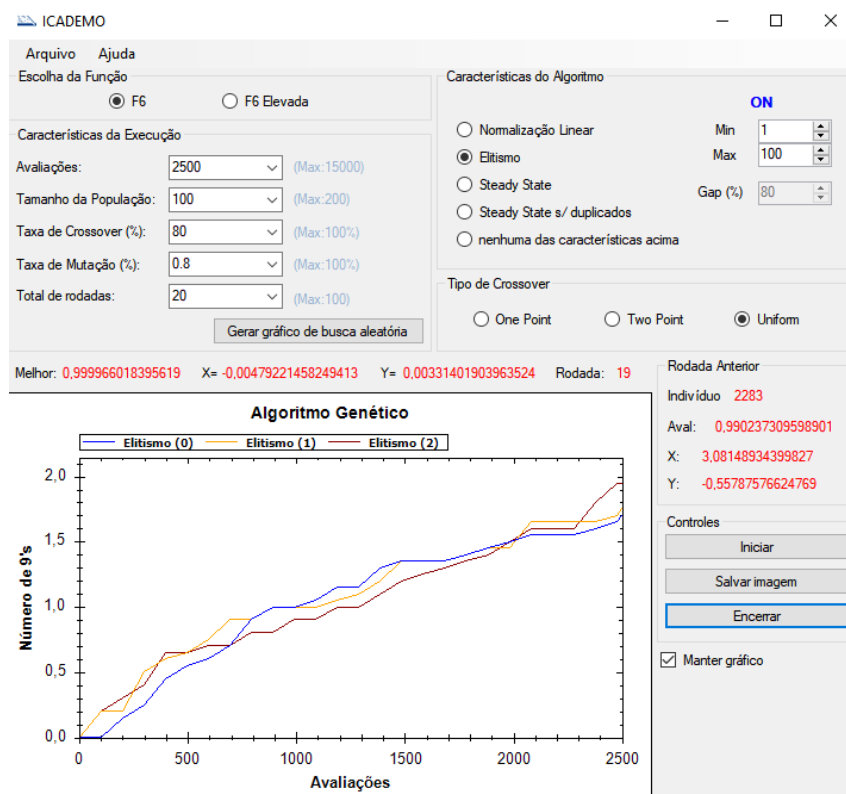 ICADEMO
Arquivo Ajuda
Escolha da Função
F6 F6 Elevada
Características da Execução
Avaliações: 2500 (Max:15000)
Tamanho da População: 100 (Max:200)
Taxa de Crossover (%): 80 (Max:100%)
Taxa de Mutação (%): 0.8 (Max:100%)
Total de rodadas: 20 (Max:100)
Gerar gráfico de busca aleatória
Características do Algoritmo
ON
Normalização Linear Min 1
Elitismo Max 100
Steady State Gap (%) 80
Steady State s/ duplicados
nenhuma das características acima
Tipo de Crossover
One Point Two Point Uniform
Melhor: 0,999966018395619 X= -0,00479221458249413 Y= 0,00331401903963524 Rodada: 19
Algoritmo Genético
Elitismo (0) Elitismo (1) Elitismo (2)
Número de 9's
2,0
1,5
1,0
0,5
0,0
0 500 1000 1500 2000 2500
Avaliações
Rodada Anterior
Indivíduo 2283
Aval: 0,990237309598901
X: 3,08148934399827
Y: -0,55787576624769
Controles
Iniciar
Salvar imagem
Encerrar
Manter gráfico